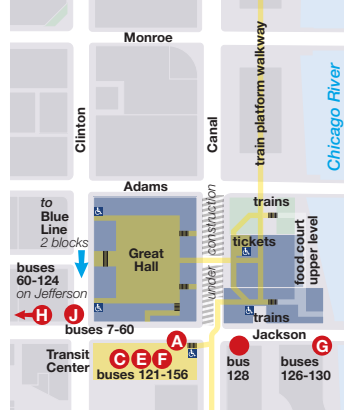 Monroe
train platform walkway
Chicago River
Clinton
Canal
Adams
to
Blue
Line
2 blocks
under construction
trains
Great
Hall
tickets
food court
upper level
buses
60-124
on Jefferson
H
J
buses 7-60
trains
Jackson
A
Transit
Center
C E F
buses 121-156
bus
128
G
buses
126-130